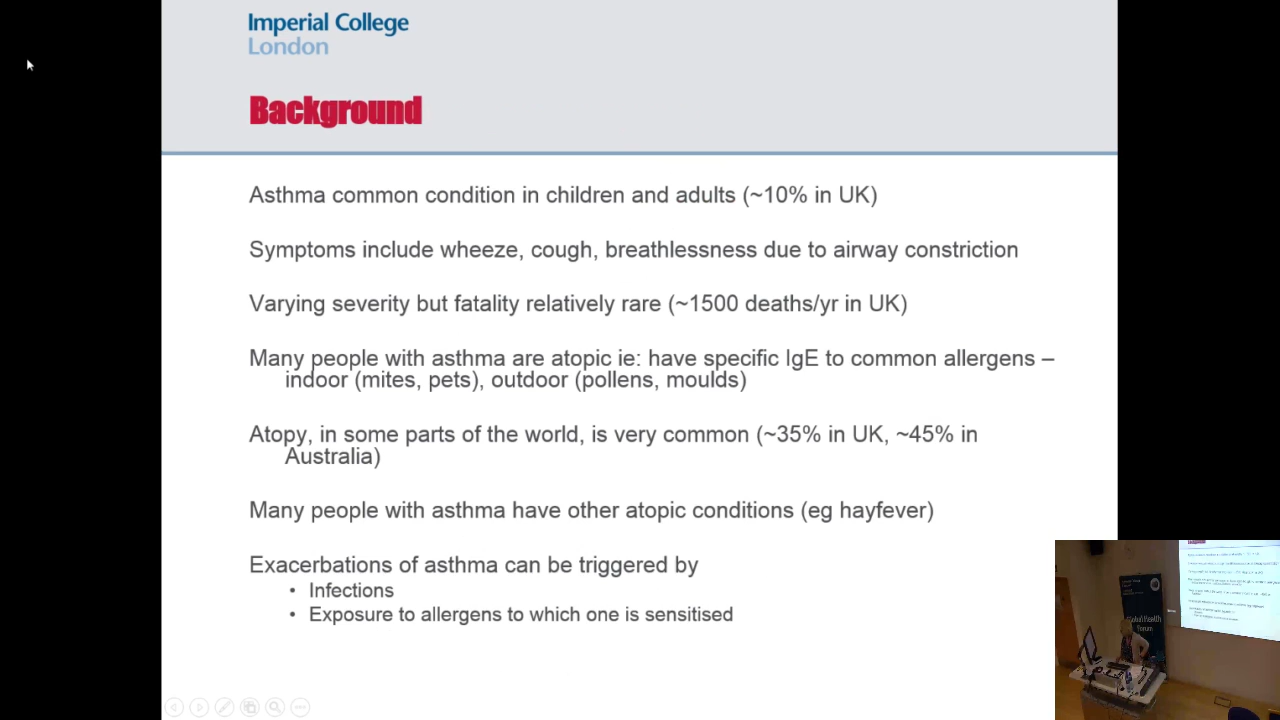 Imperial College
London
Background
Asthma common condition in children and adults (~10% in UK)
Symptoms include wheeze, cough, breathlessness due to airway constriction
Varying severity but fatality relatively rare (~1500 deaths/yr in UK)
Many people with asthma are atopic ie: have specific IgE to common allergens –
indoor (mites, pets), outdoor (pollens, moulds)
Atopy, in some parts of the world, is very common (~35% in UK, ~45% in
Australia)
Many people with asthma have other atopic conditions (eg hayfever)
Exacerbations of asthma can be triggered by
• Infections
• Exposure to allergens to which one is sensitised
Global Health
Forum